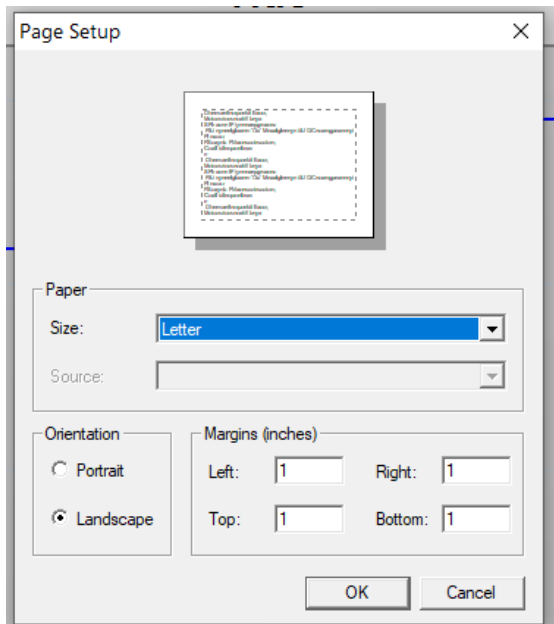 Page Setup
Paper
Size: Letter
Source:
Orientation
Portrait
Landscape
Margins (inches)
Left: 1 Right: 1
Top: 1 Bottom: 1
OK Cancel